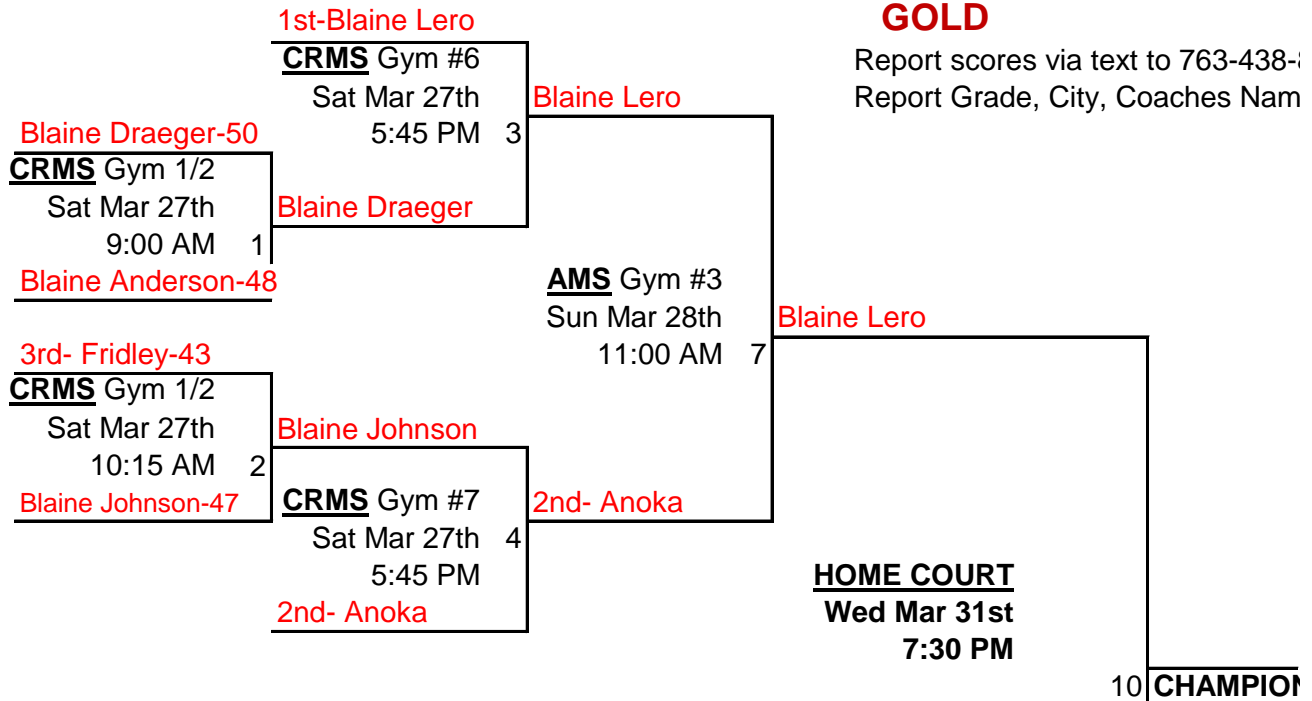 1st-Blaine Lero
GOLD
CRMS Gym #6
Report scores via text to 763-438-
Sat Mar 27th
Blaine Lero
Report Grade, City, Coaches Nam
Blaine Draeger-50
5:45 PM 3
CRMS Gym 1/2
Sat Mar 27th
Blaine Draeger
9:00 AM 1
Blaine Anderson-48
AMS Gym #3
Sun Mar 28th
Blaine Lero
3rd- Fridley-43
11:00 AM 7
CRMS Gym 1/2
Sat Mar 27th
Blaine Johnson
10:15 AM 2
Blaine Johnson-47
CRMS Gym #7
2nd- Anoka
Sat Mar 27th 4
5:45 PM
HOME COURT
2nd- Anoka
Wed Mar 31st
7:30 PM
10 CHAMPION